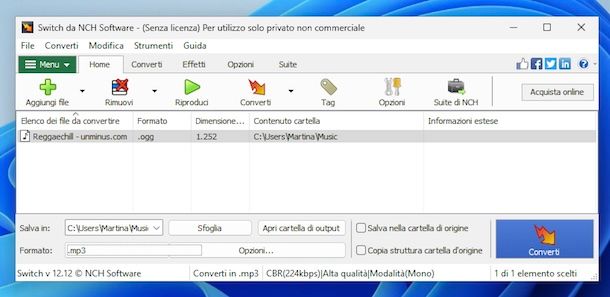 Switch da NCH Software - (Senza licenza) Per utilizzo solo privato non commerciale
File Converti Modifica Strumenti Guida
Menu Home Converti Effetti Opzioni Suite
Aggiungi file Rimuovi Riproduci Converti Tag Opzioni Suite di NCH Acquista online
Elenco dei file da convertire Formato Dimensione... Contenuto cartella Informazioni estese
Reggaechill - unminus.com .ogg 1.252 C:\Users\Martina\Music
Salva in: C:\Users\Martina\Musi Sfoglia Apri cartella di output Salva nella cartella di origine
Formato: .mp3 Opzioni... Copia struttura cartella d'origine Converti
Switch v 12.12 © NCH Software Converti in .mp3 CBR(224kbps)|Alta qualità|Modalità(Mono) 1 di 1 elemento scelti